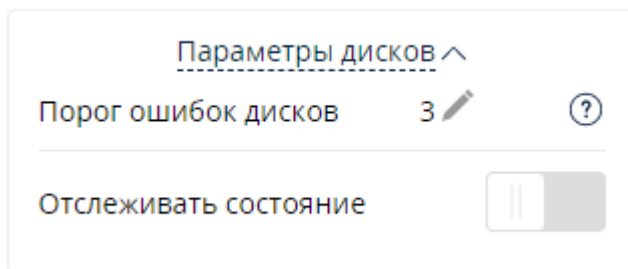 Параметры дисков
Порог ошибок дисков 3 ?
Отслеживать состояние